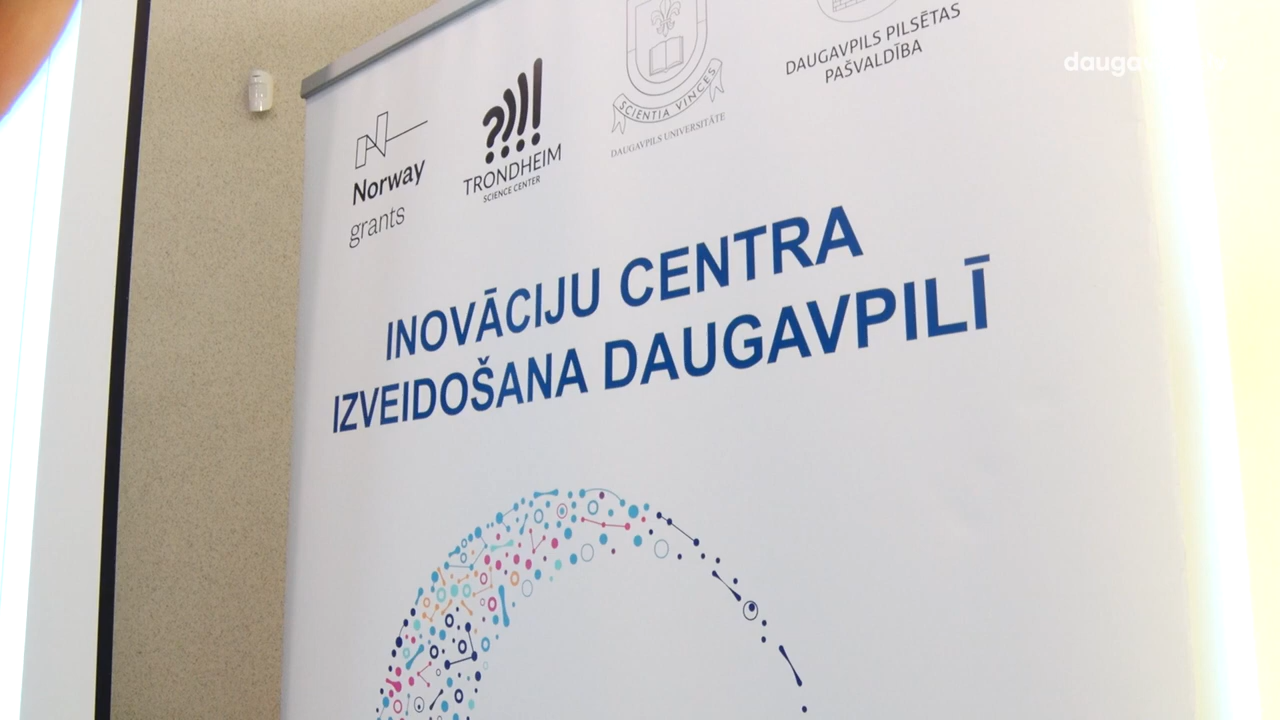 Norway
grants
?)!!
TRONDHEIM
SCIENCE CENTER
SCIENTIA VINCES
DAUGAVPILS UNIVERSITĀTE
DAUGAVPILS PILSĒTAS
PAŠVALDĪBA
INOVĀCIJU CENTRA
IZVEIDOŠANA DAUGAVPILĪ